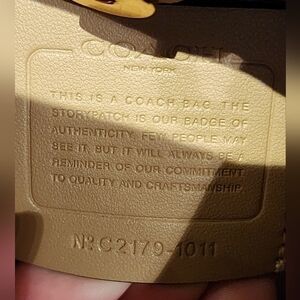 COACH
NEW YORK
THIS IS A COACH BAG. THE
STORYPATCH IS OUR BADGE OF
AUTHENTICITY. FEW PEOPLE MAY
SEE IT, BUT IT WILL ALWAYS BE A
REMINDER OF OUR COMMITMENT
TO QUALITY AND CRAFTSMANSHIP.
Nº C2179-1011